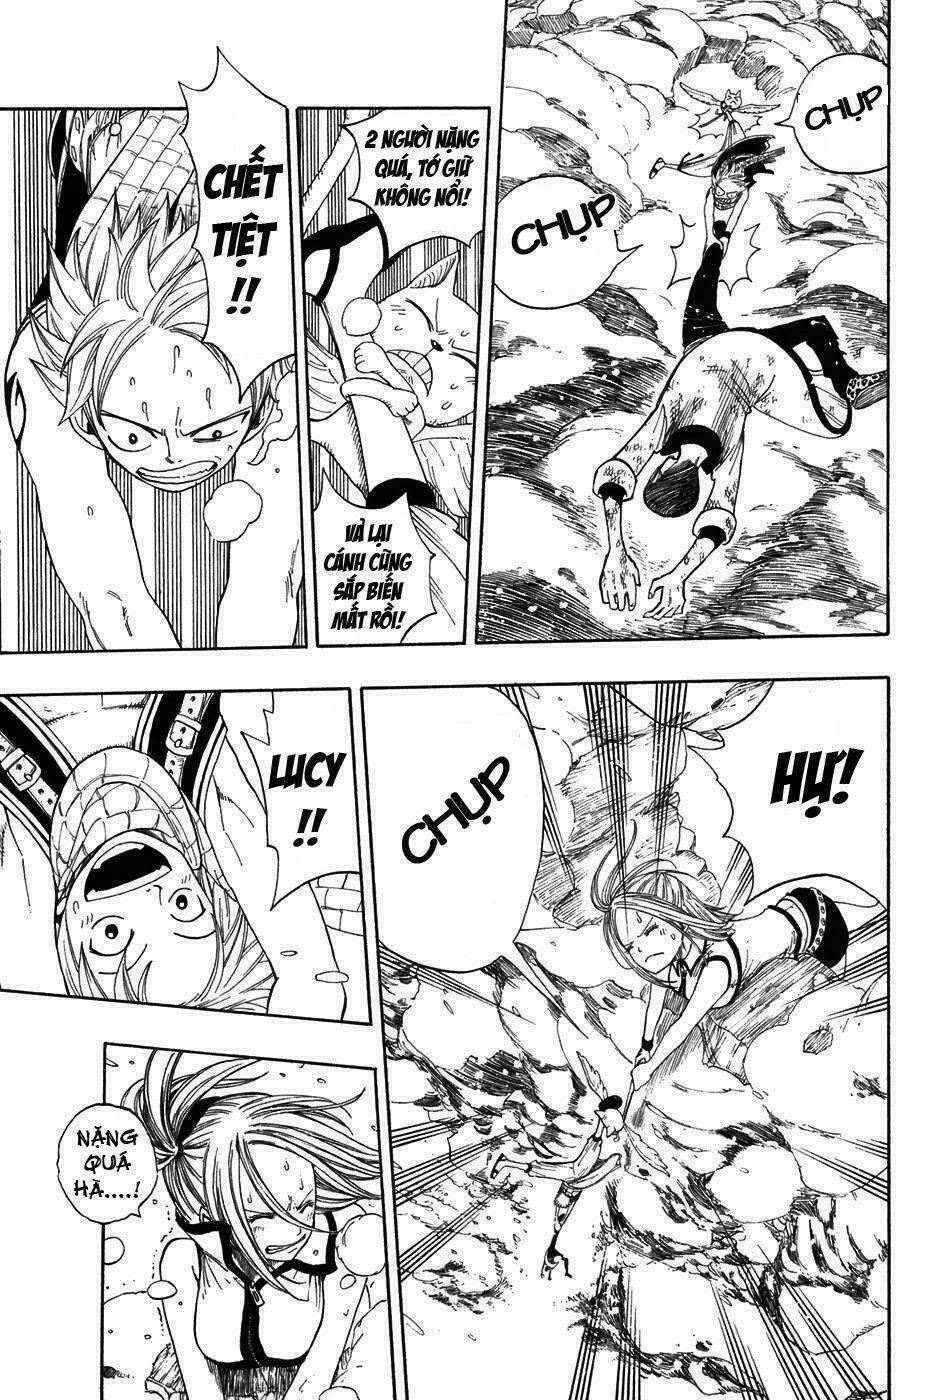 CHỤP
CHỤP
2 NGƯỜI NẶNG
QUÁ, TỚ GIỮ
KHÔNG NỔI!
VẢ LẠI
CÁNH CŨNG
SẮP BIẾN
MẤT RỒI!
CHẾT
TIỆT
!!
HỰ!
CHỤP
LUCY
!!
NẶNG
QUÁ
HÀ.....!